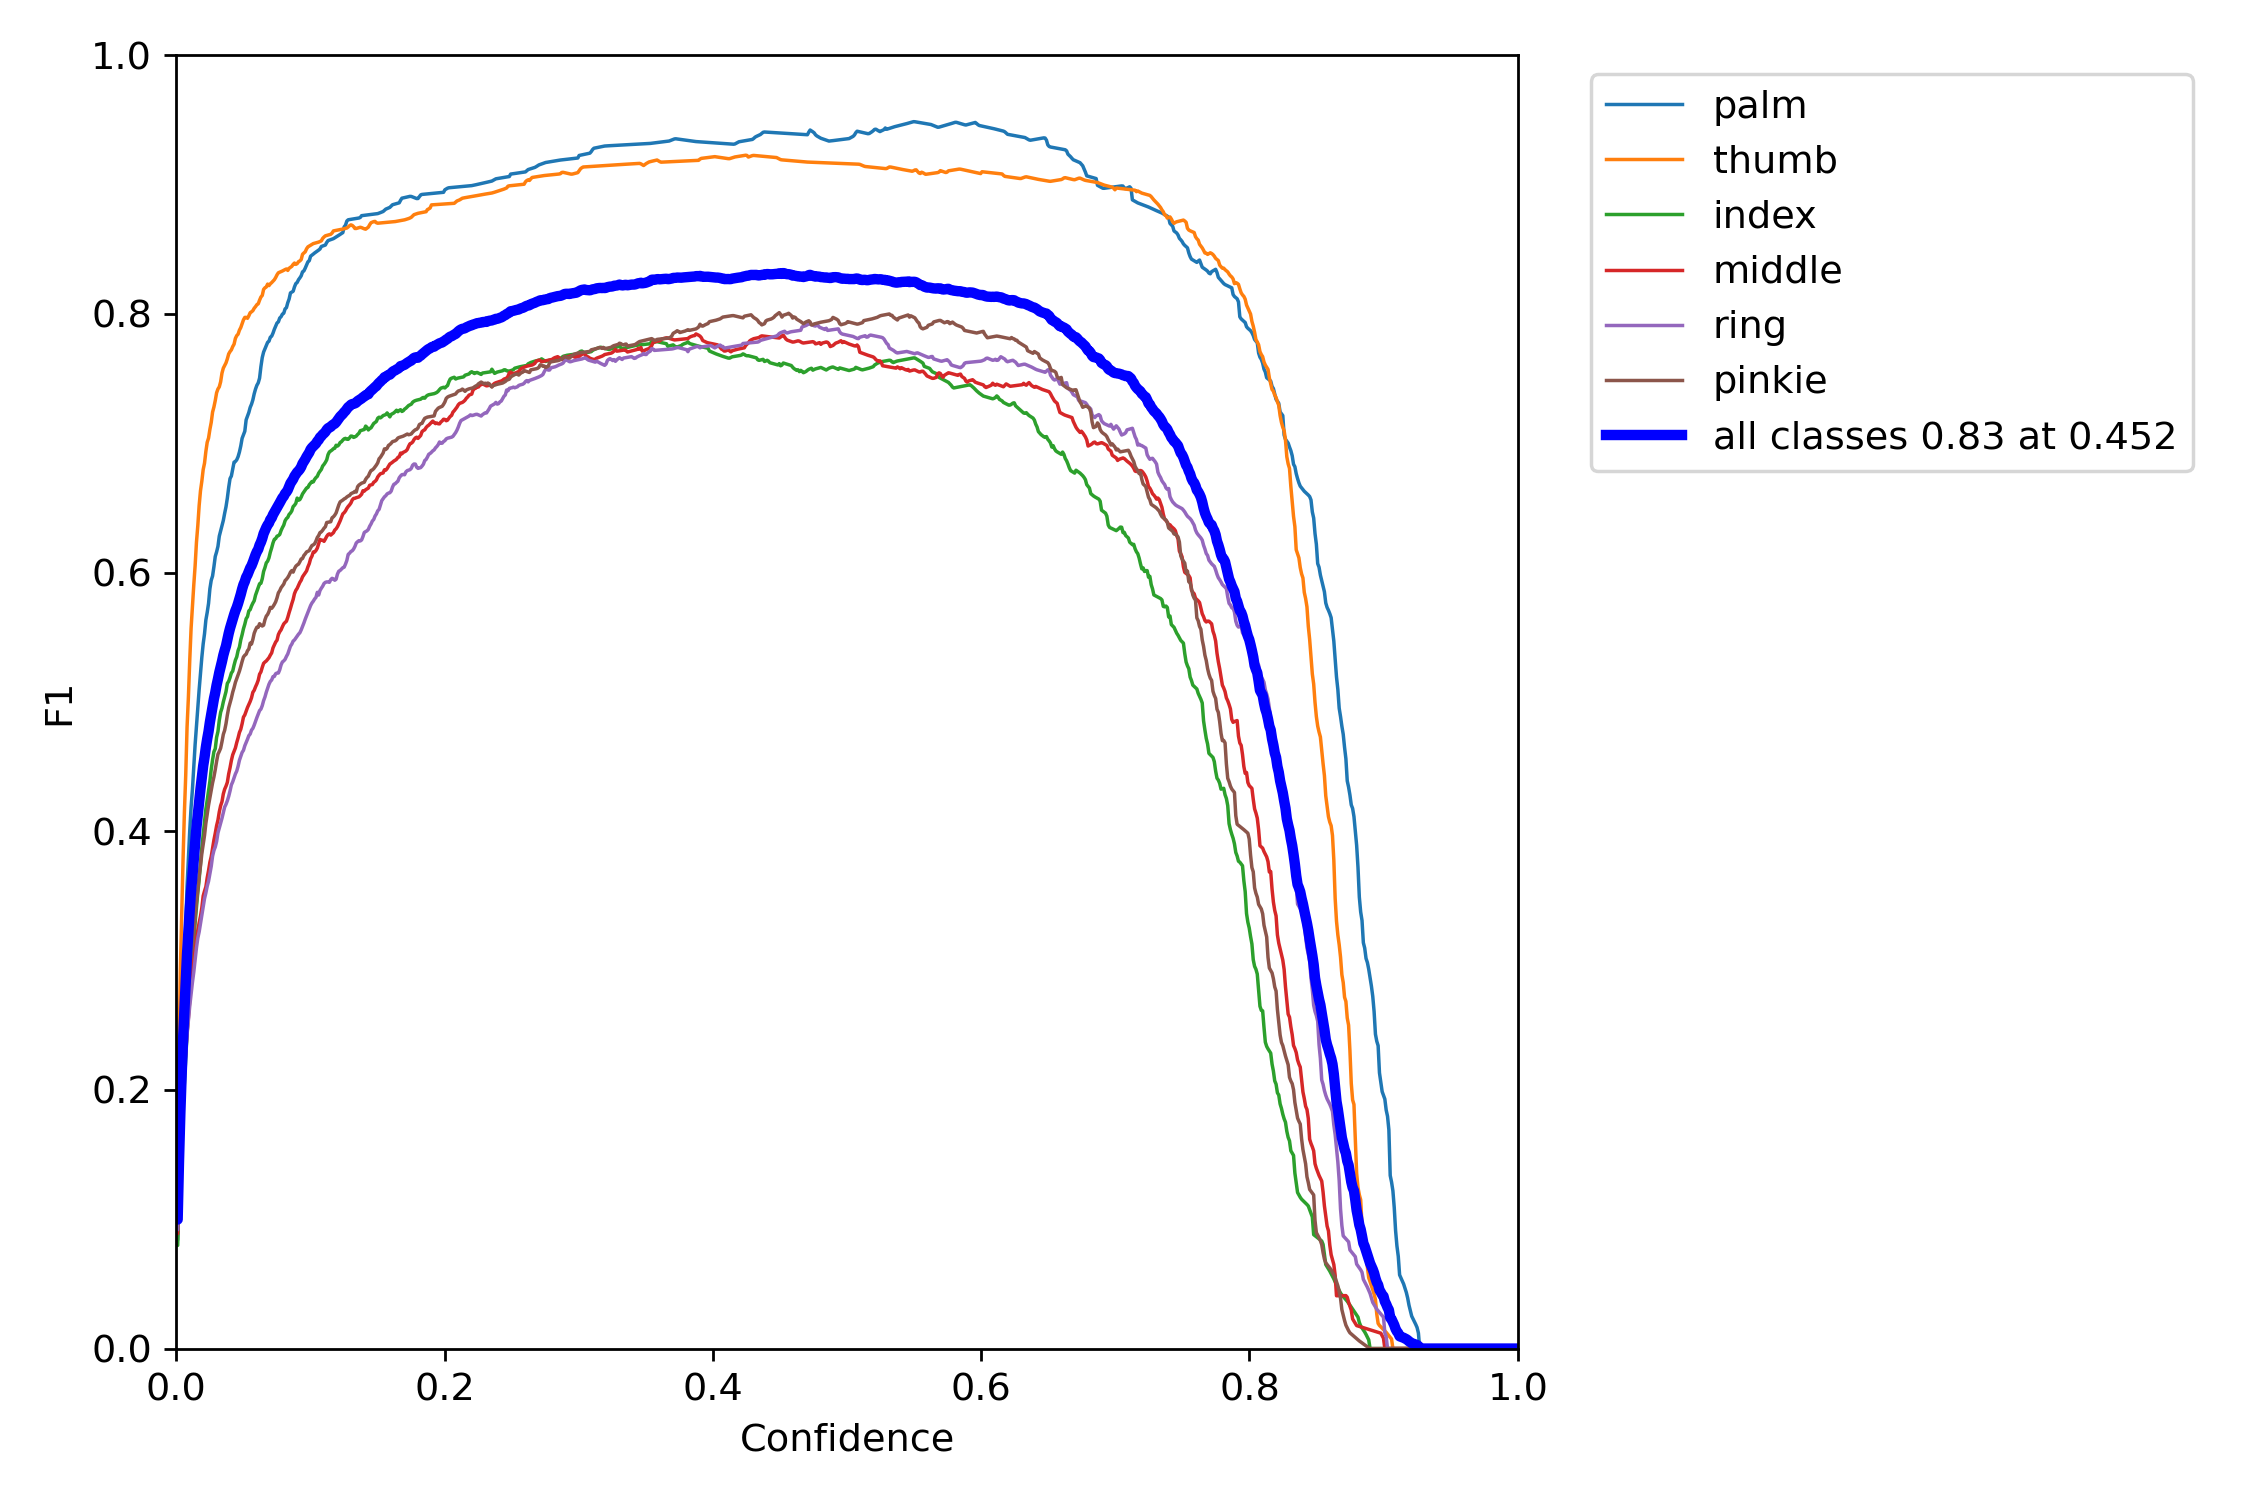 1.0
0.8
0.6
0.4
0.2
0.0
F1
0.0 0.2 0.4 0.6 0.8 1.0
Confidence
palm
thumb
index
middle
ring
pinkie
all classes 0.83 at 0.452